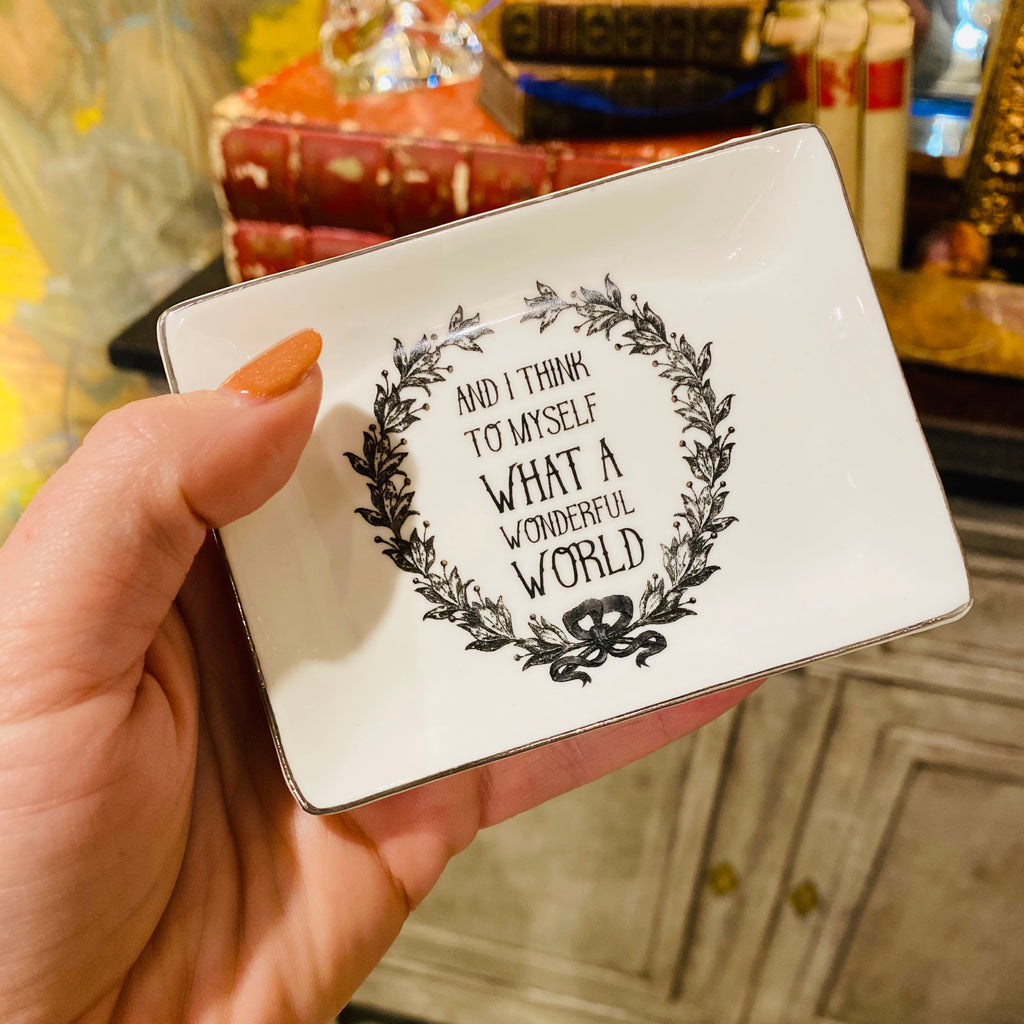 AND I THINK
TO MYSELF
WHAT A
WONDERFUL
WORLD